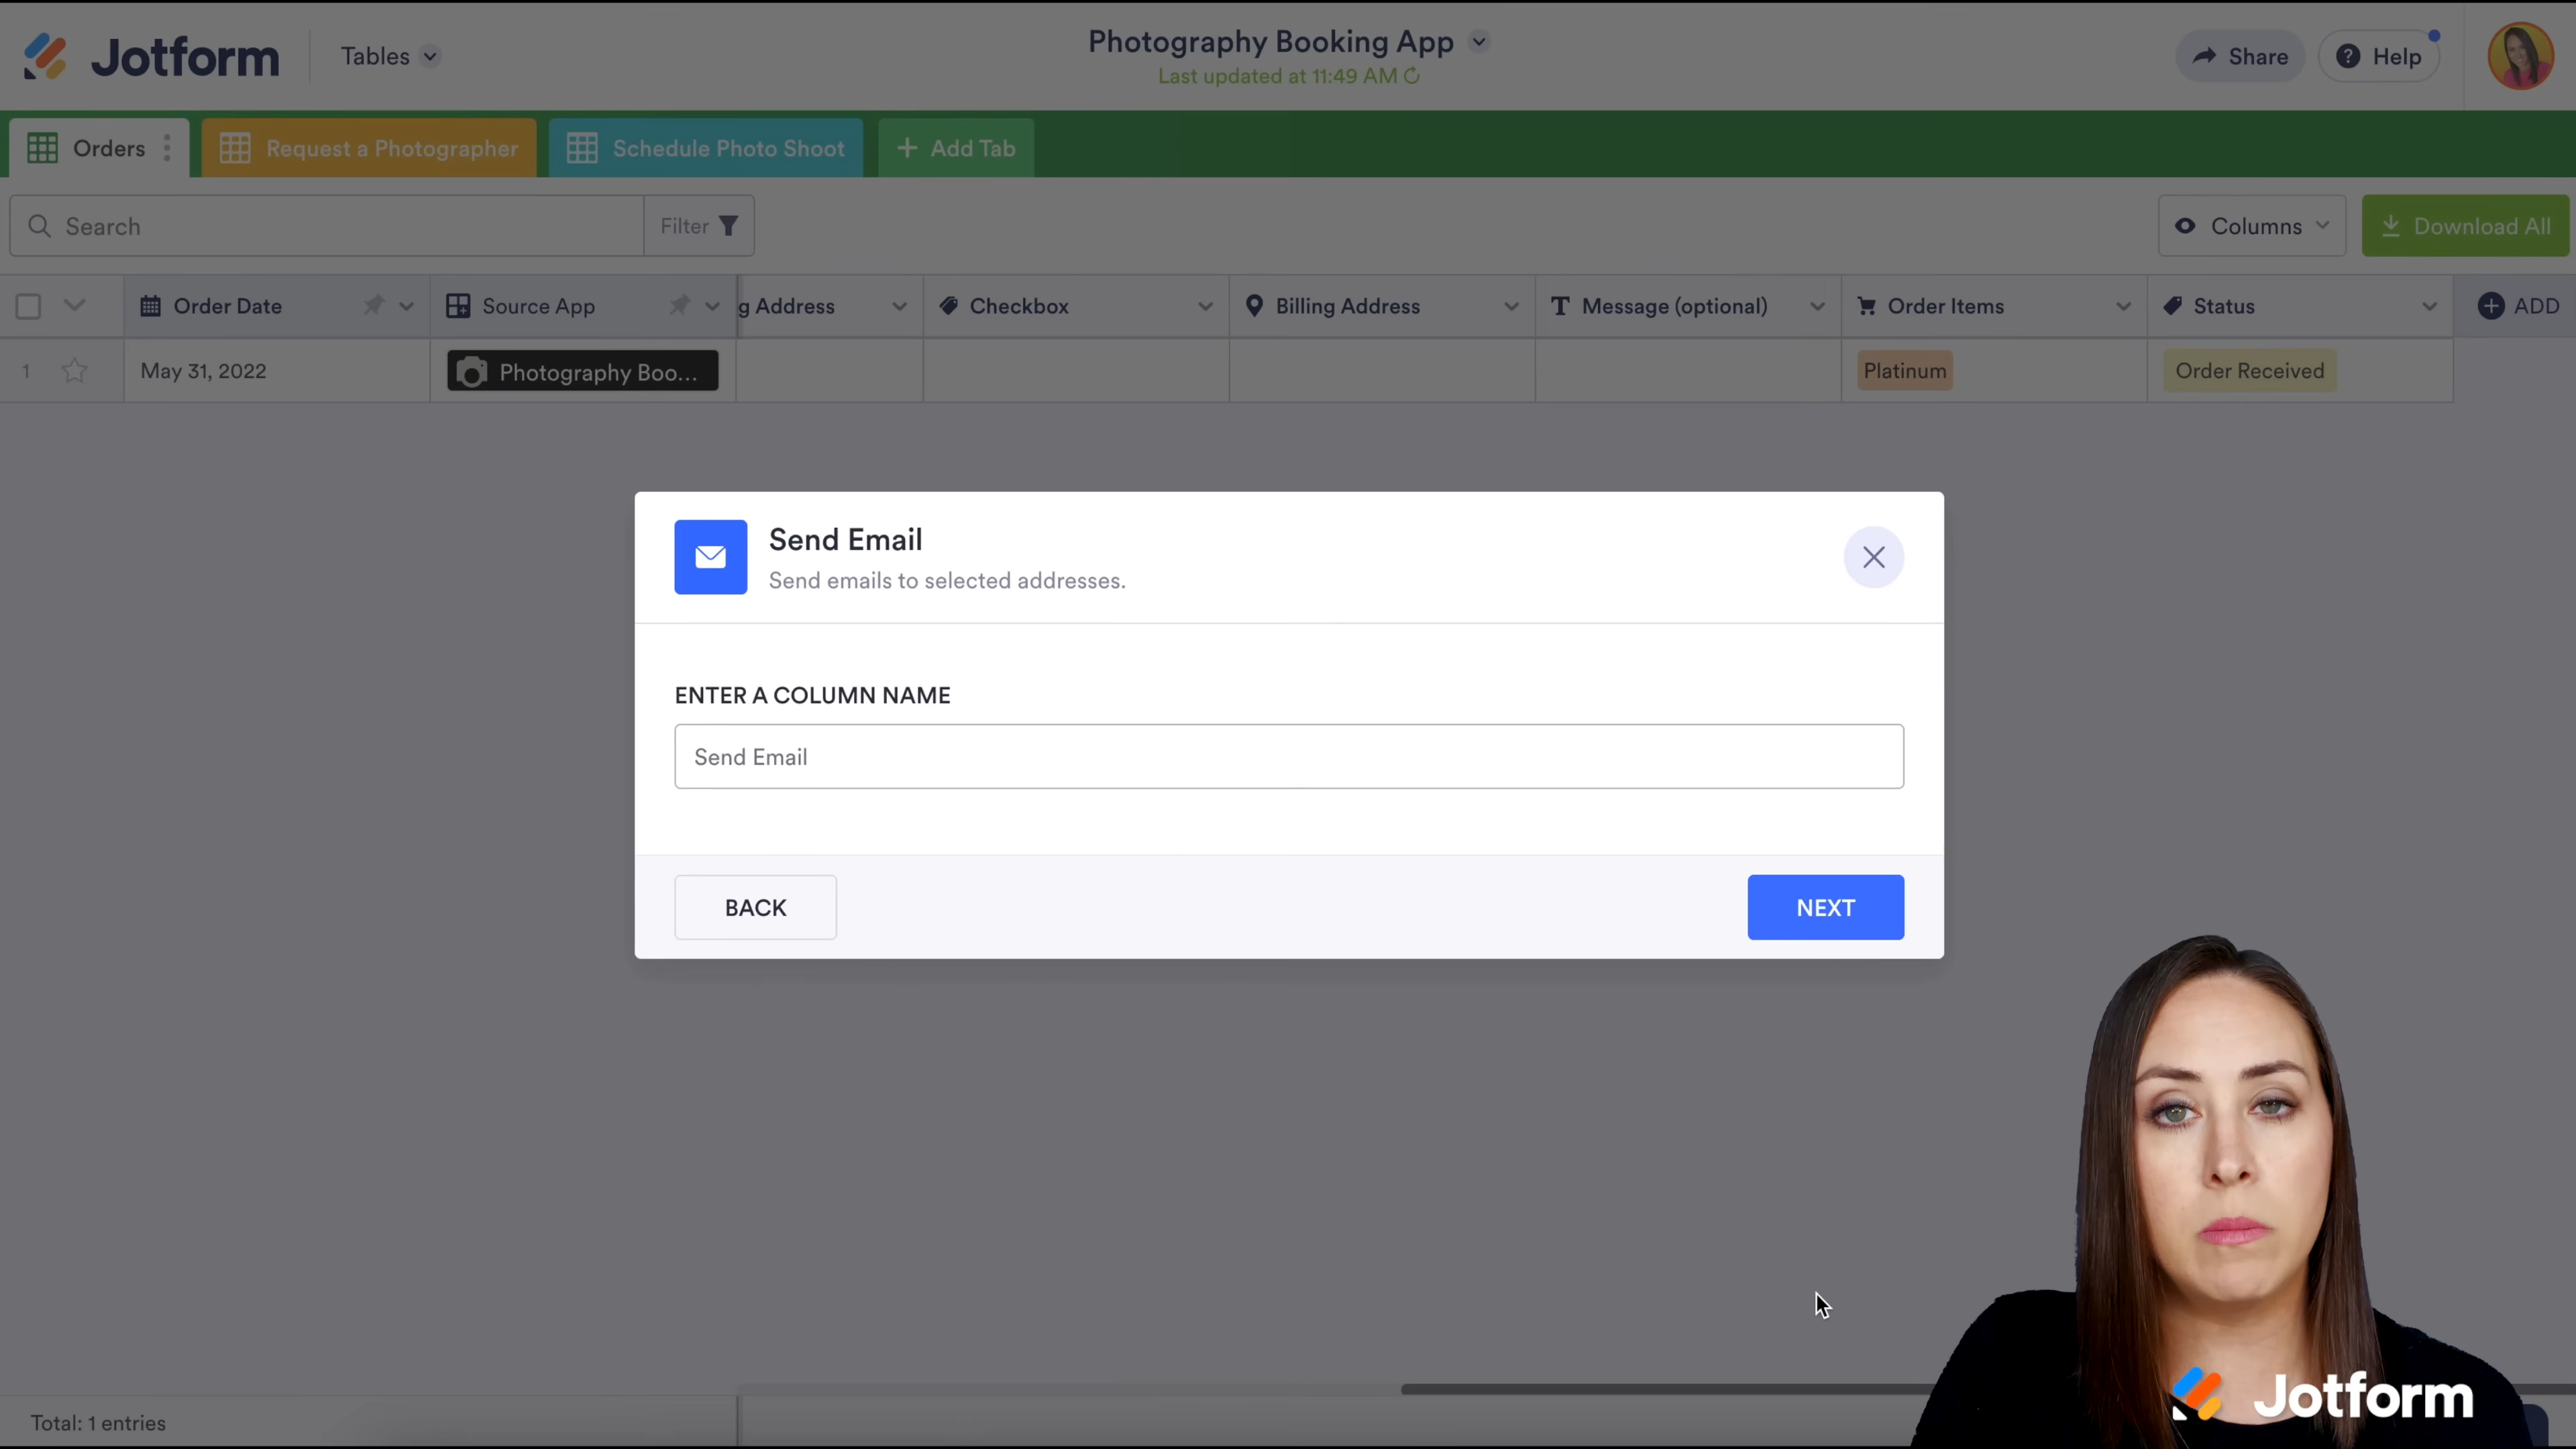 Jotform
Tables
Photography Booking App
Last updated at 11:49 AM
Share
Help
Orders
Request a Photographer
Schedule Photo Shoot
+ Add Tab
Search
Filter
Columns
Download All
Order Date
Source App
g Address
Checkbox
Billing Address
Message (optional)
Order Items
Status
ADD
1
May 31, 2022
Photography Boo...
Platinum
Order Received
Send Email
Send emails to selected addresses.
ENTER A COLUMN NAME
Send Email
BACK
NEXT
Total: 1 entries
Jotform